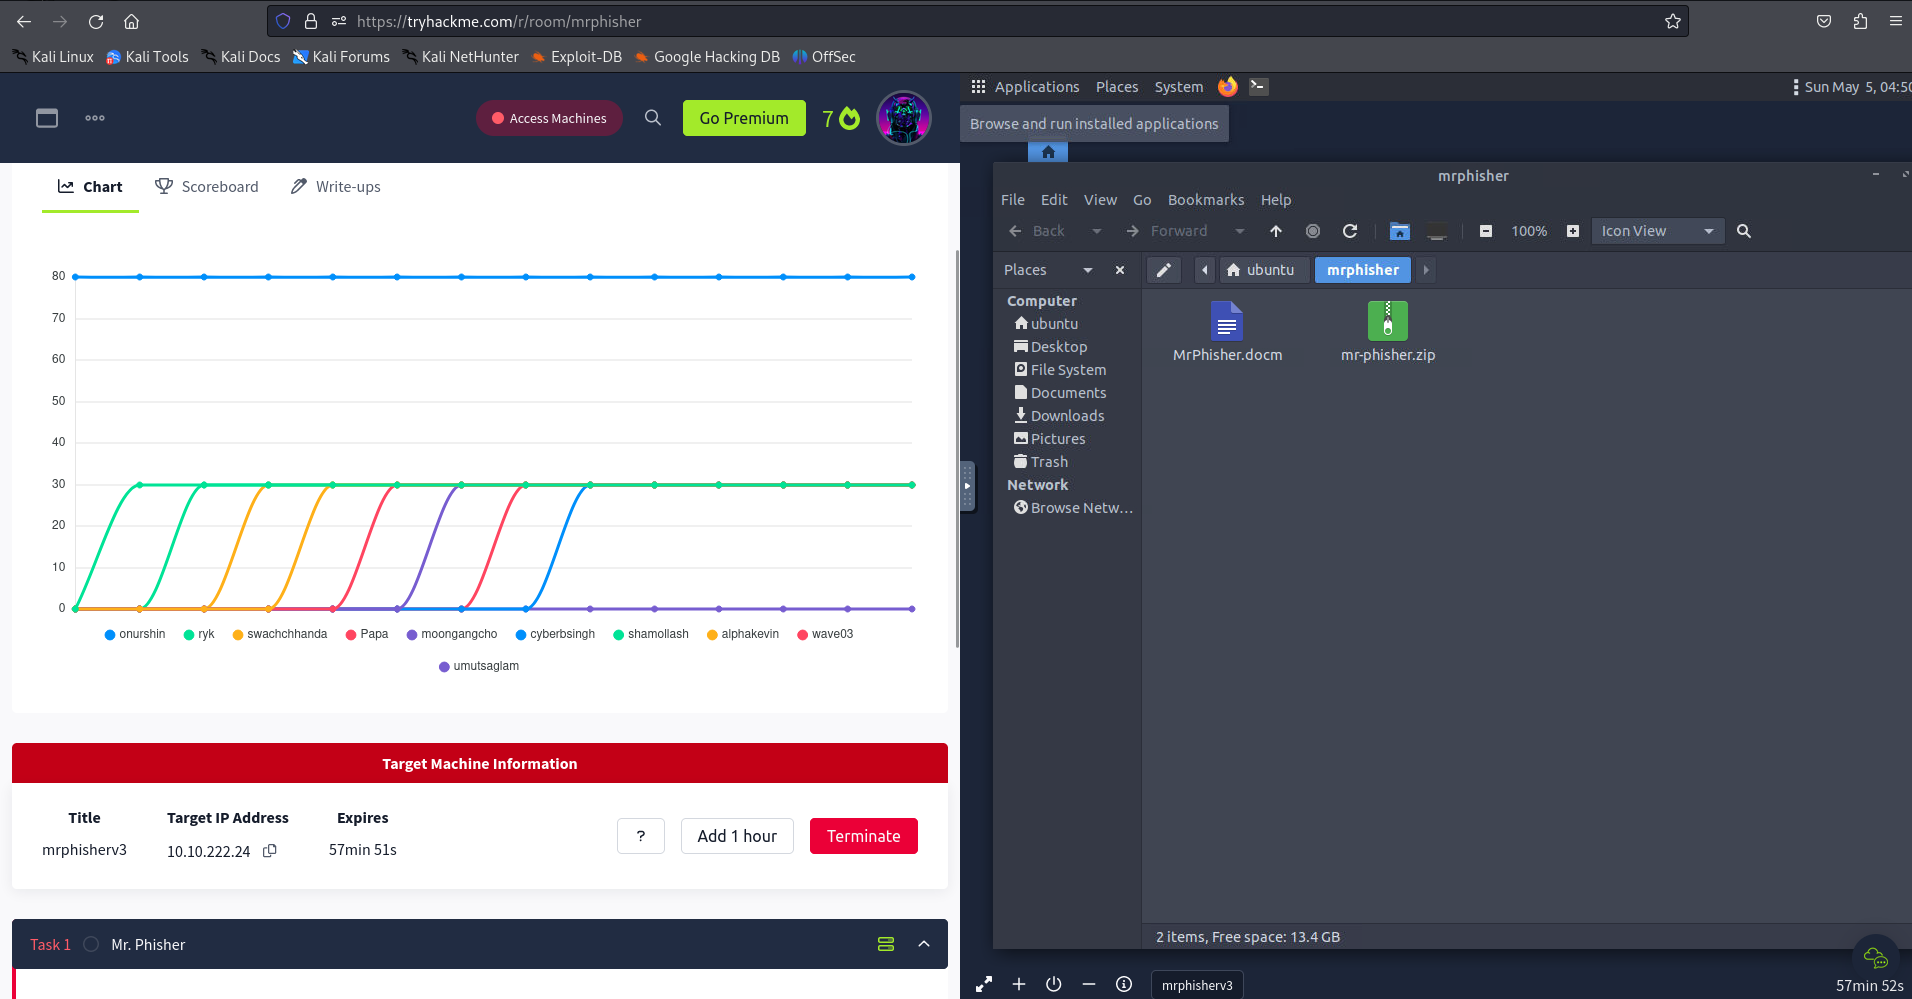 https://tryhackme.com/r/room/mrphisher
Kali Linux Kali Tools Kali Docs Kali Forums Kali NetHunter Exploit-DB Google Hacking DB OffSec
Access Machines Go Premium 7
Chart Scoreboard Write-ups
80
70
60
50
40
30
20
10
0
onurshin ryk swachchhanda Papa moongangcho cyberbsingh shamollash alphakevin wave03
umutsaglam
Target Machine Information
Title Target IP Address Expires
mrphisherv3 10.10.222.24 57min 51s
? Add 1 hour Terminate
Task 1 Mr. Phisher
Applications Places System Sun May 5, 04:50
Browse and run installed applications
mrphisher
File Edit View Go Bookmarks Help
Back Forward 100% Icon View
Places ubuntu mrphisher
Computer
ubuntu
Desktop
File System
Documents
Downloads
Pictures
Trash
Network
Browse Netw…
MrPhisher.docm mr-phisher.zip
2 items, Free space: 13.4 GB
mrphisherv3 57min 52s